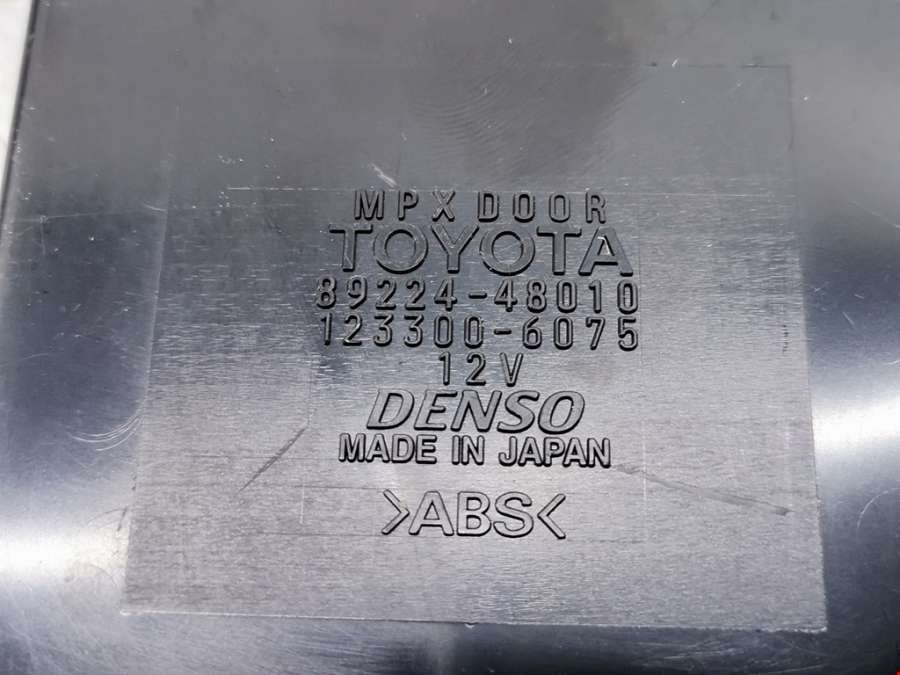 MPX DOOR
TOYOTA
89224-48010
123300-6075
12V
DENSO
MADE IN JAPAN
>ABS<